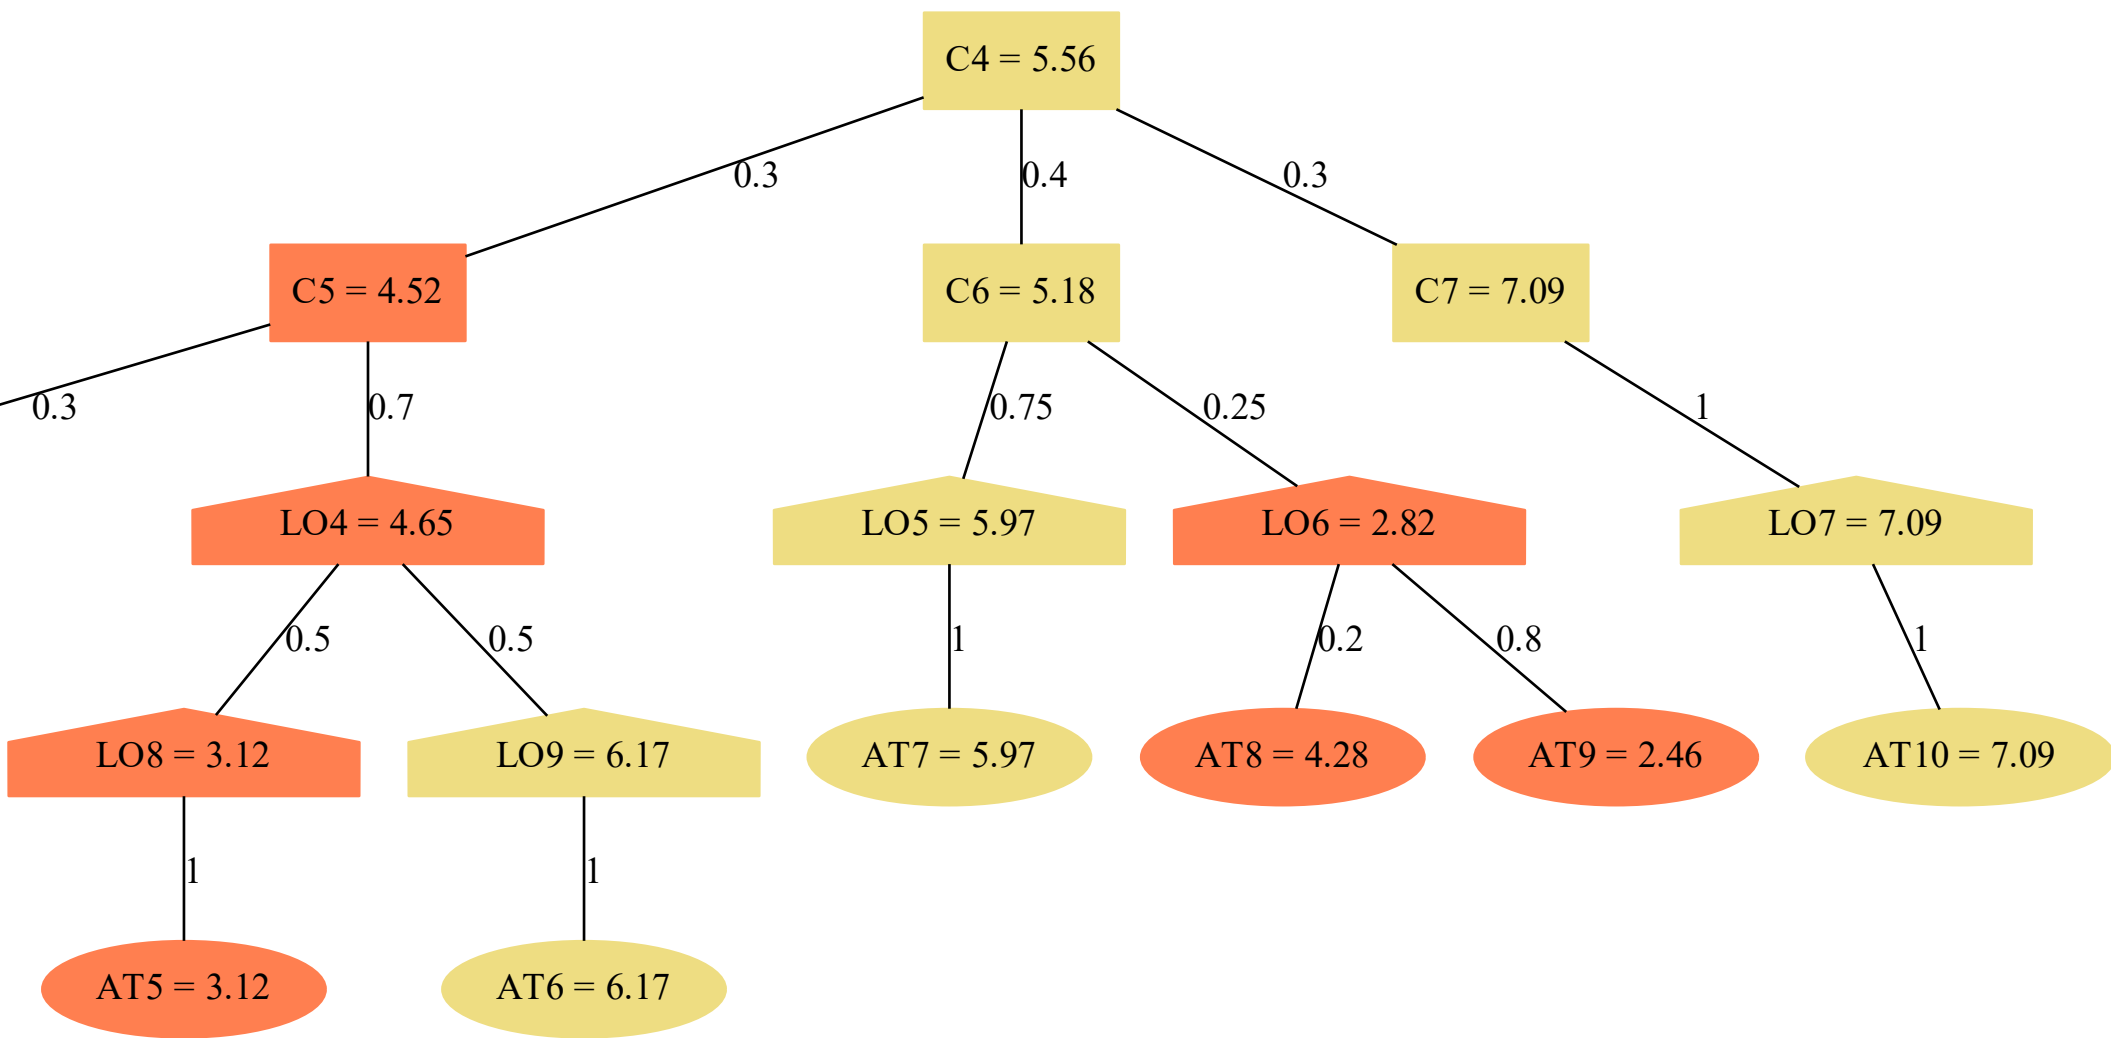 C4 = 5.56
0.3
0.4
0.3
C5 = 4.52
C6 = 5.18
C7 = 7.09
0.3
0.7
0.75
0.25
1
LO4 = 4.65
LO5 = 5.97
LO6 = 2.82
LO7 = 7.09
0.5
0.5
1
0.2
0.8
1
LO8 = 3.12
LO9 = 6.17
AT7 = 5.97
AT8 = 4.28
AT9 = 2.46
AT10 = 7.09
1
1
AT5 = 3.12
AT6 = 6.17